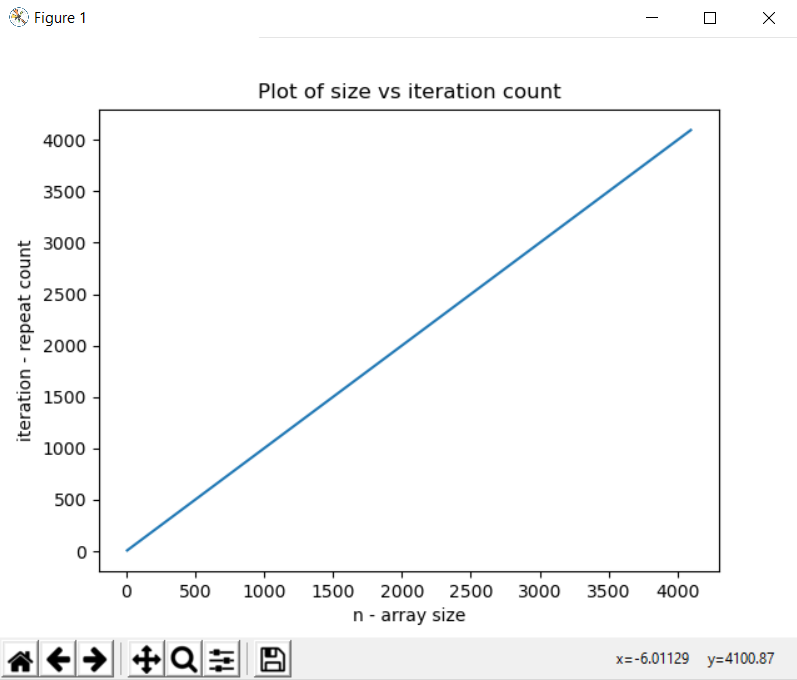 Figure 1
Plot of size vs iteration count
4000
3500
3000
2500
2000
1500
1000
500
0
iteration - repeat count
0 500 1000 1500 2000 2500 3000 3500 4000
n - array size
x=-6.01129 y=4100.87